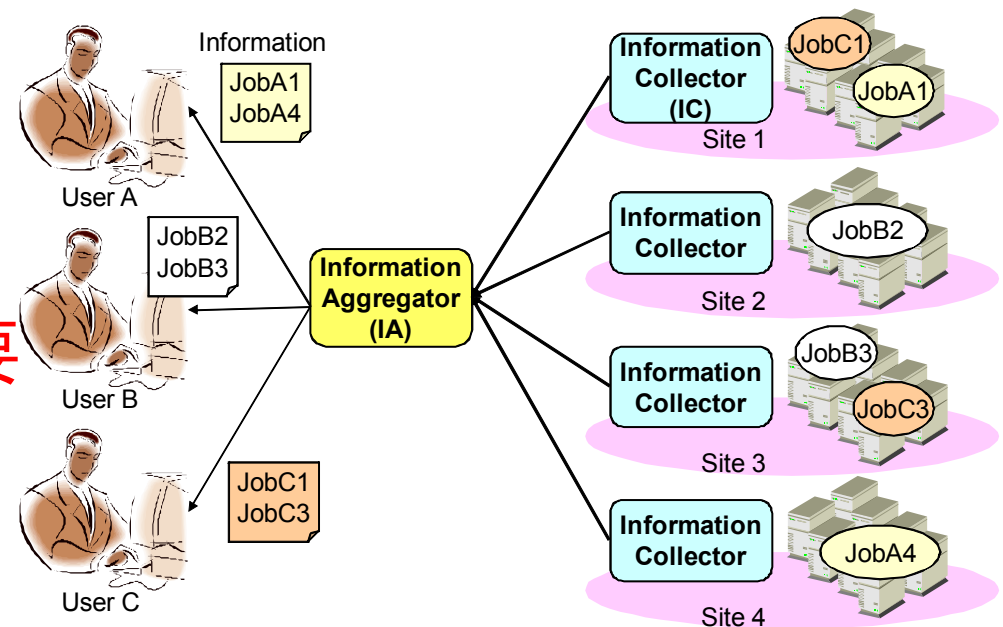 Information
JobA1
JobA4
User A
JobB2
JobB3
User B
要
JobC1
JobC3
User C
Information
Aggregator
(IA)
Information
Collector
(IC)
JobC1
JobA1
Site 1
Information
Collector
JobB2
Site 2
Information
Collector
JobB3
JobC3
Site 3
Information
Collector
JobA4
Site 4